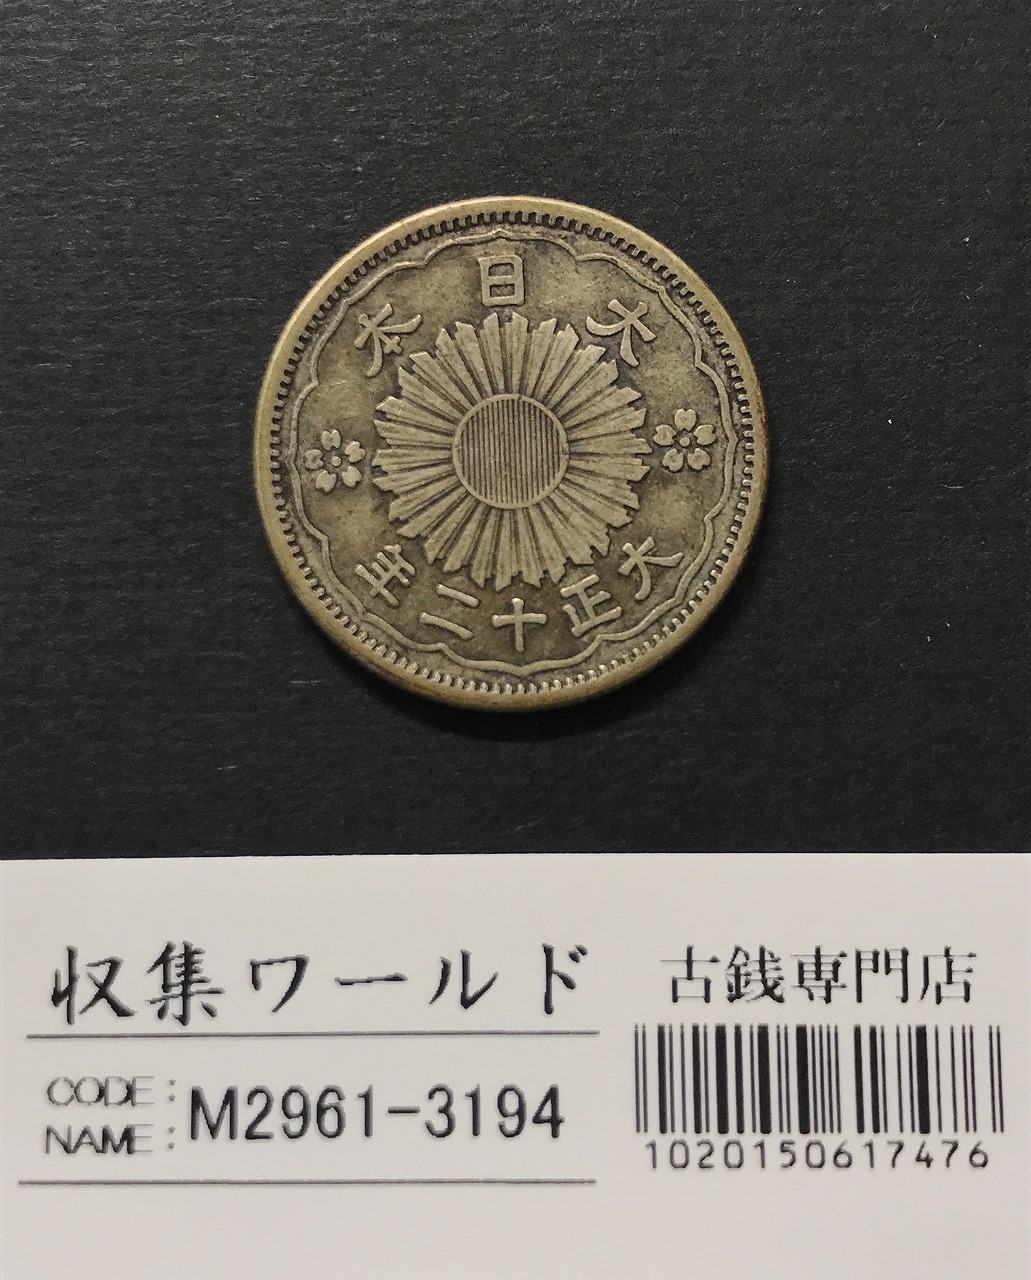 大日本
大正十二年
収集ワールド
古銭専門店
CODE:
NAME:
M2961-3194
1020150617476